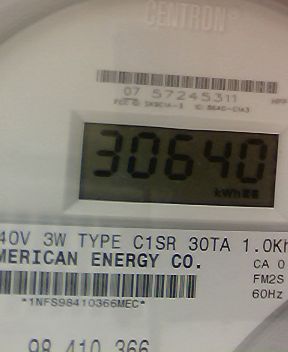 CENTRON®
07 57245311
30640
kWh
40V 3W TYPE C1SR 30TA 1.0Kh
MERICAN ENERGY CO.
CA 0
FM2S
60Hz
*1NFS98410366MEC*
98 410 366